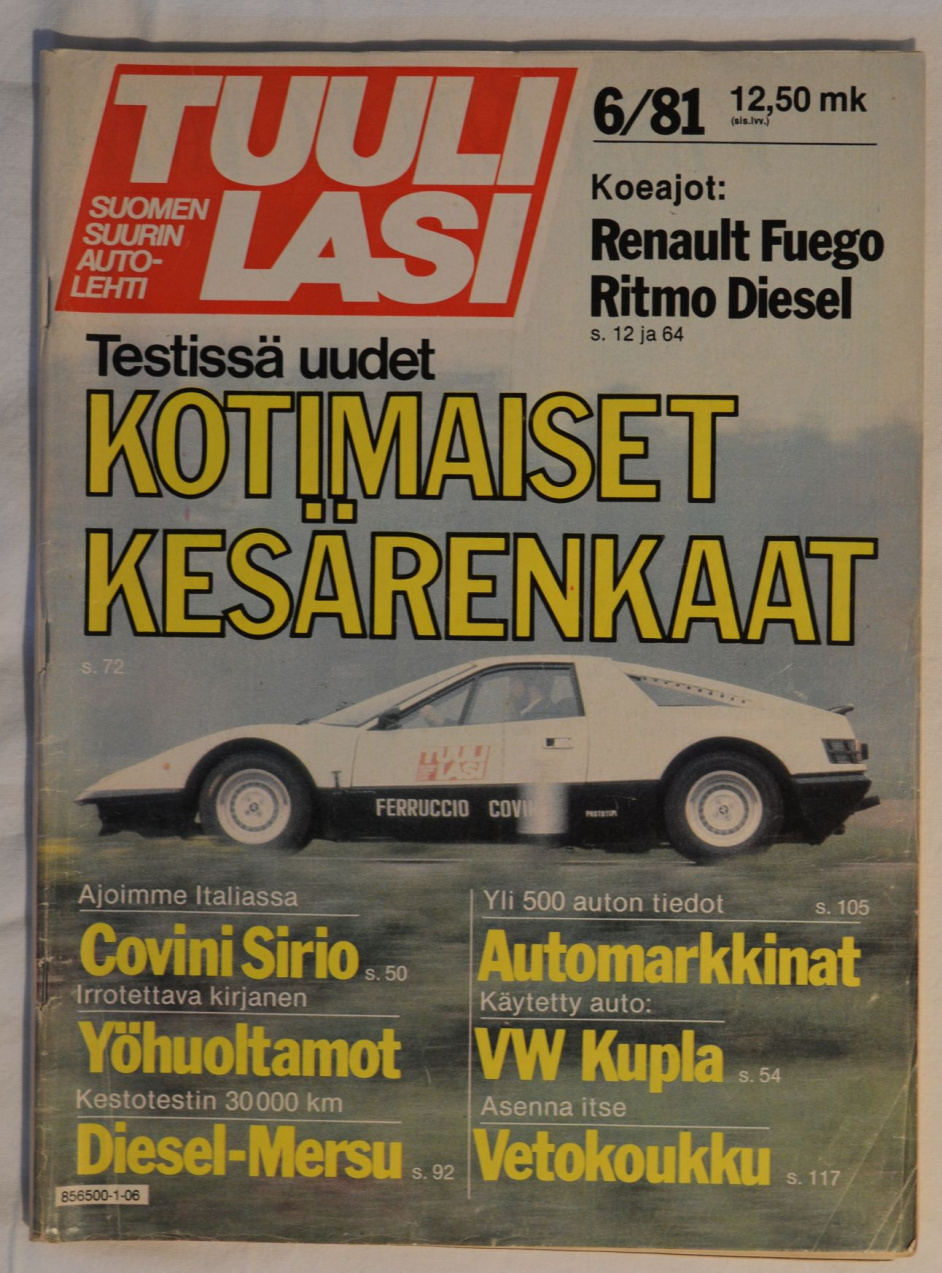 TUULI
LASI
SUOMEN
SUURIN
AUTO-
LEHTI
6/81
12,50 mk
(sis.lvv.)
Koeajot:
Renault Fuego
Ritmo Diesel
s. 12 ja 64
Testissä uudet
KOTIMAISET
KESÄRENKAAT
s. 72
TUULI
LASI
FERRUCCIO COVIN
PROTOTIPI
Ajoimme Italiassa
Covini Sirio s. 50
Irrotettava kirjanen
Yöhuoltamot
Kestotestin 30 000 km
Diesel-Mersu s. 92
856500-1-06
Yli 500 auton tiedot s. 105
Automarkkinat
Käytetty auto:
VW Kupla s. 54
Asenna itse
Vetokoukku s. 117